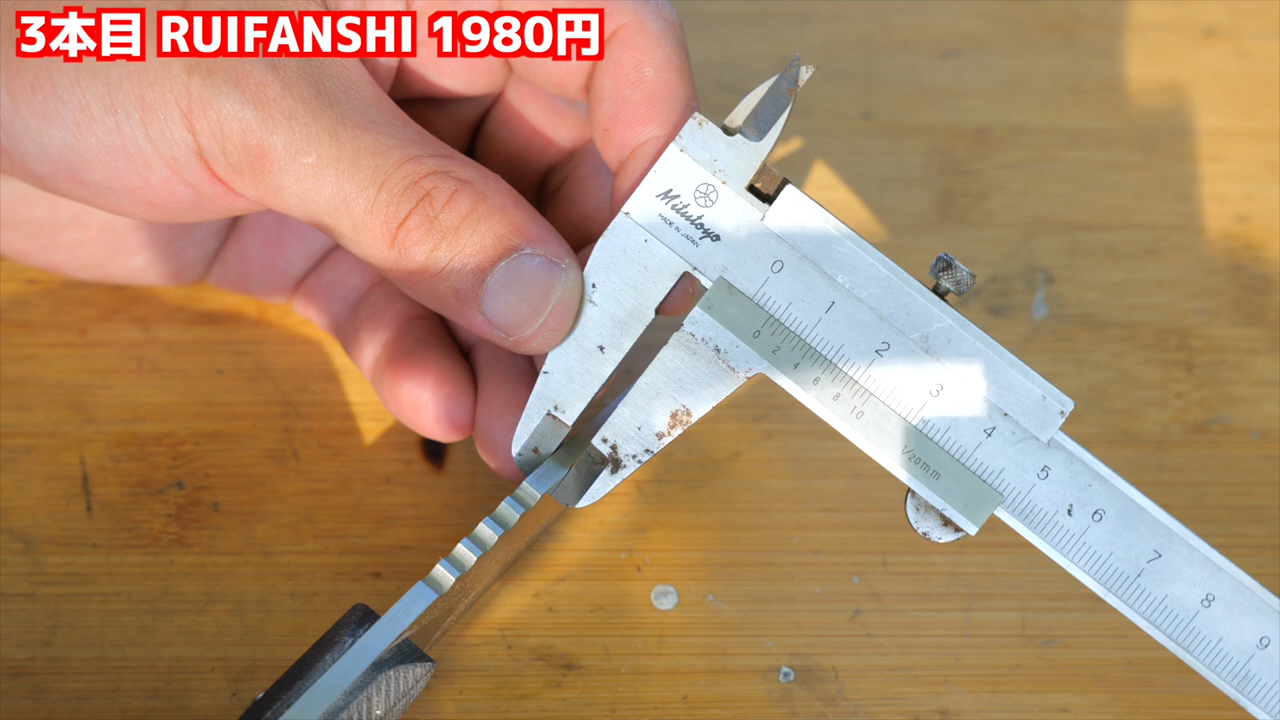 3本目 RUIFANSHI 1980円
Mitutoyo
MADE IN JAPAN
0 1 2 3 4 5 6 7 8 9
0 2 4 6 8 10
1/20mm